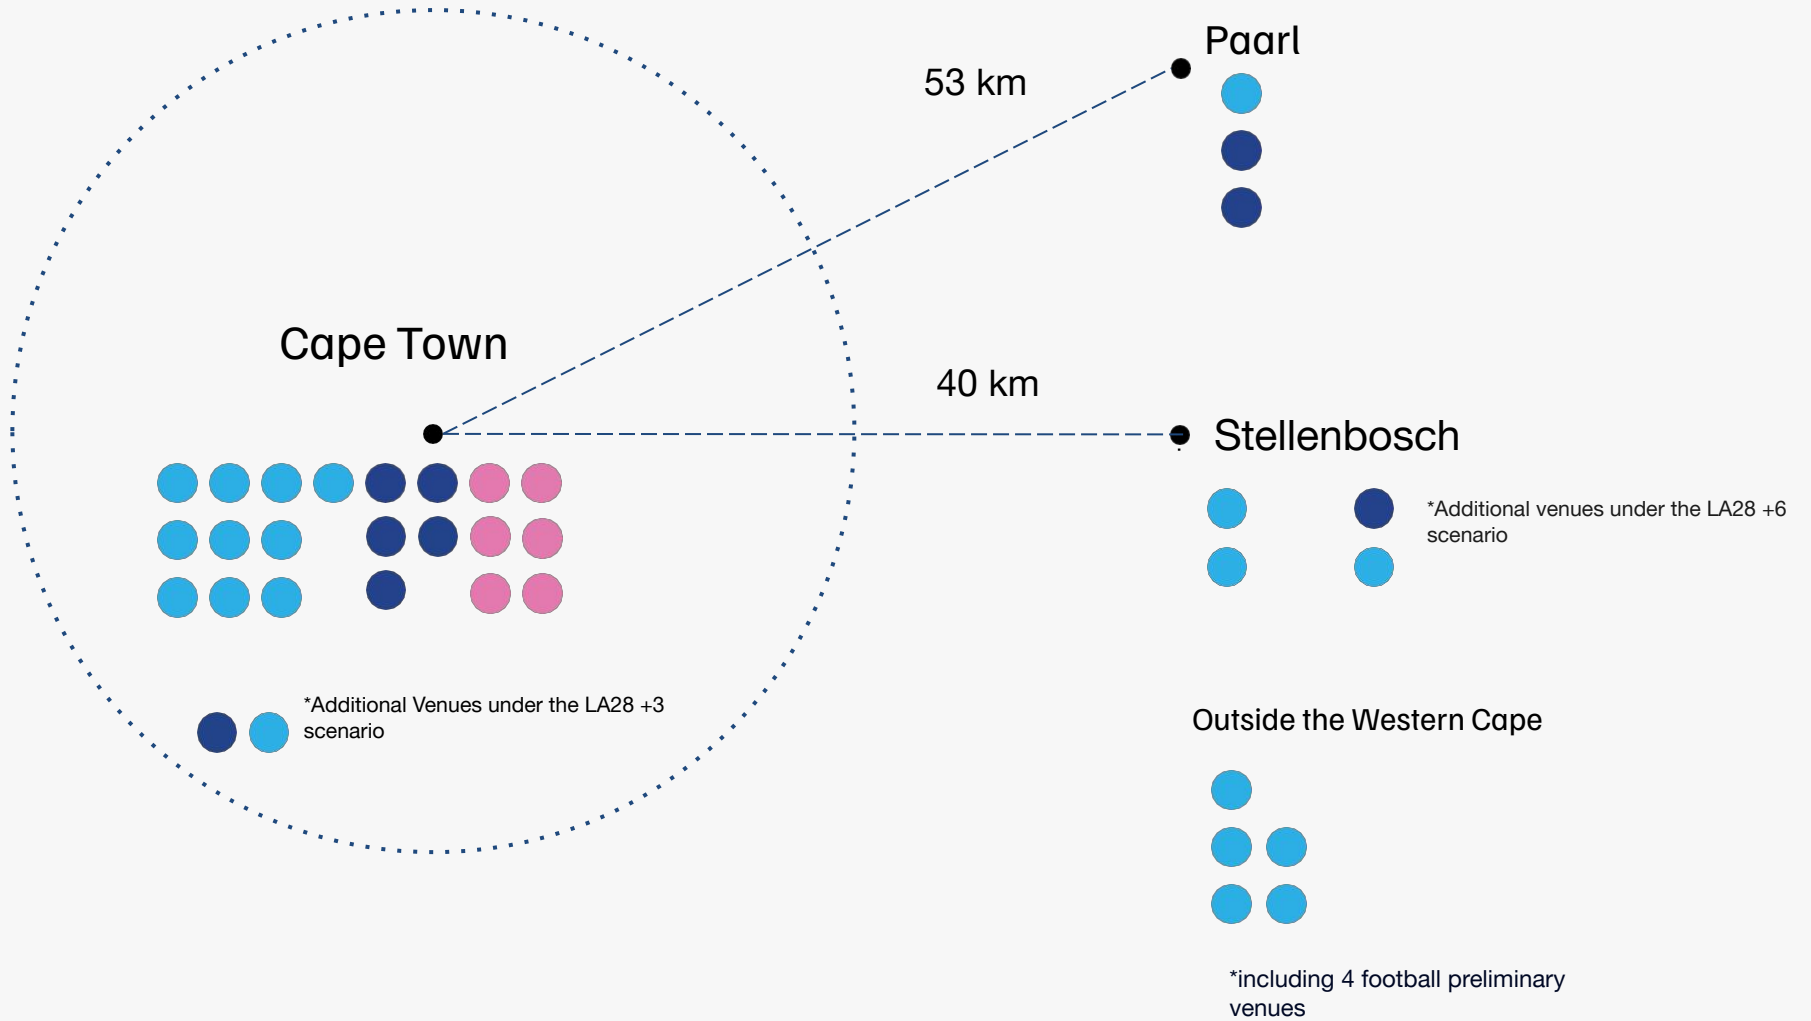 Paarl
53 km
Cape Town
40 km
Stellenbosch
*Additional venues under the LA28 +6
scenario
*Additional Venues under the LA28 +3
scenario
Outside the Western Cape
*including 4 football preliminary
venues